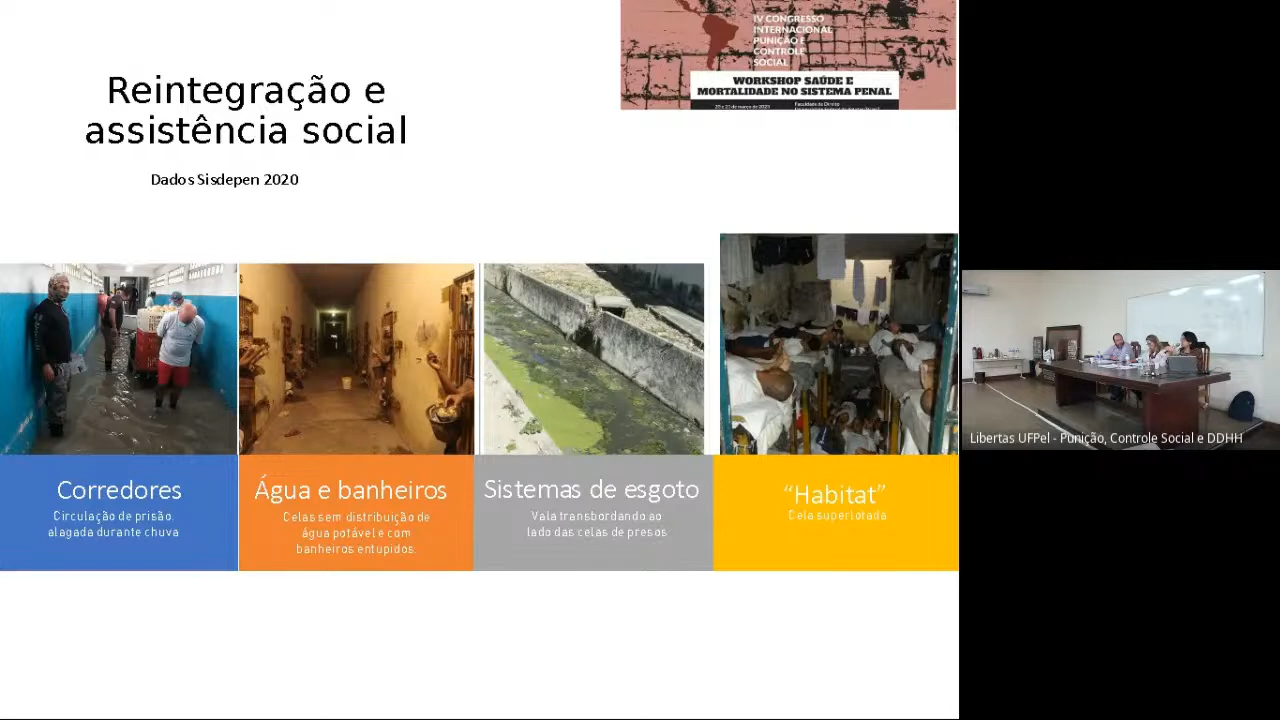 IV CONGRESSO
INTERNACIONAL
PUNIÇÃO E
CONTROLE
SOCIAL
WORKSHOP SAÚDE E
MORTALIDADE NO SISTEMA PENAL
Faculdade de Direito
Reintegração e
assistência social
Dados Sisdepen 2020
Corredores
Circulação de prisão
alagada durante chuva
Água e banheiros
Celas sem distribuição de
água potável e com
banheiros entupidos.
Sistemas de esgoto
Vala transbordando ao
lado das celas de presos
“Habitat”
Cela superlotada
Libertas UFPel - Punição, Controle Social e DDHH